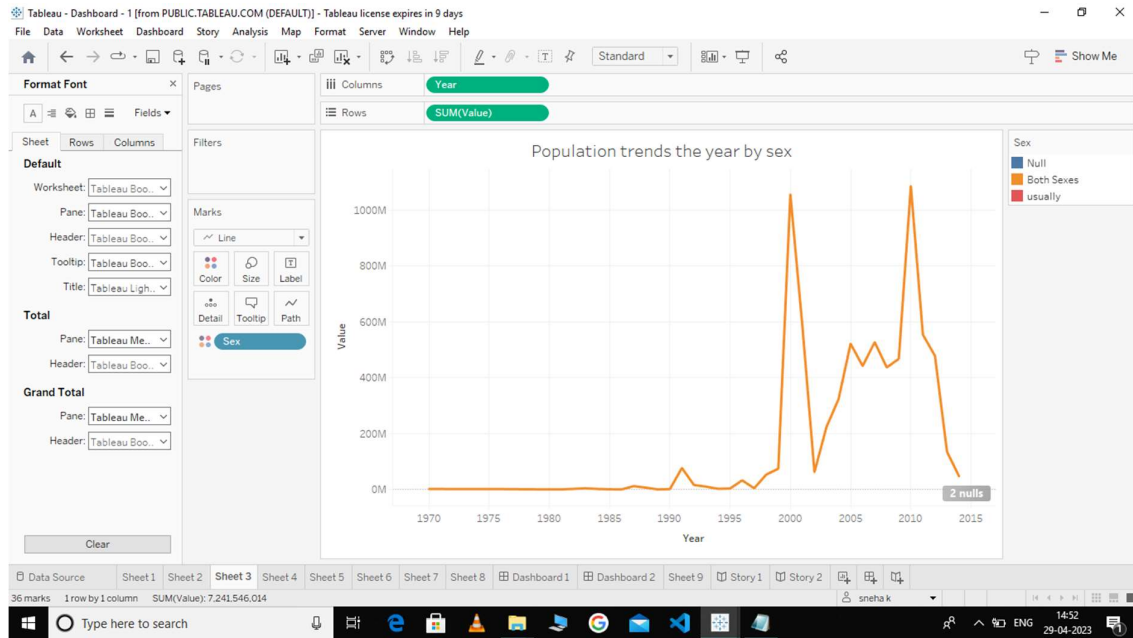 Tableau - Dashboard - 1 [from PUBLIC.TABLEAU.COM (DEFAULT)] - Tableau license expires in 9 days
File Data Worksheet Dashboard Story Analysis Map Format Server Window Help
Standard
Show Me
Format Font
Fields
Sheet Rows Columns
Default
Worksheet: Tableau Boo..
Pane: Tableau Boo..
Header: Tableau Boo..
Tooltip: Tableau Boo..
Title: Tableau Ligh..
Total
Pane: Tableau Me..
Header: Tableau Boo..
Grand Total
Pane: Tableau Me..
Header: Tableau Boo..
Clear
Pages
Filters
Marks
Line
Color Size Label
Detail Tooltip Path
Sex
Columns Year
Rows SUM(Value)
Population trends the year by sex
1000M
800M
600M
400M
200M
0M
Value
2 nulls
1970 1975 1980 1985 1990 1995 2000 2005 2010 2015
Year
Sex
Null
Both Sexes
usually
Data Source Sheet 1 Sheet 2 Sheet 3 Sheet 4 Sheet 5 Sheet 6 Sheet 7 Sheet 8 Dashboard 1 Dashboard 2 Sheet 9 Story 1 Story 2
36 marks 1 row by 1 column SUM(Value): 7,241,546,014
sneha k
Type here to search
ENG
14:52
29-04-2023
1